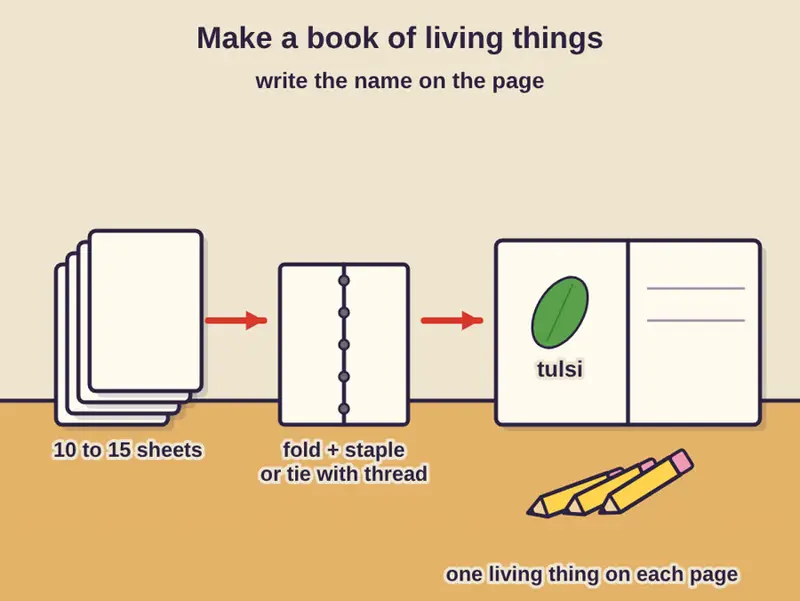 Make a book of living things
write the name on the page
tulsi
10 to 15 sheets
fold + staple
or tie with thread
one living thing on each page